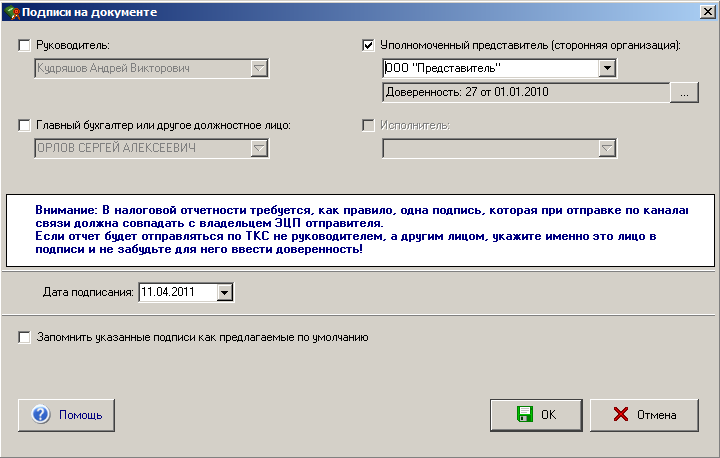 Подписи на документе
Руководитель:
Кудряшов Андрей Викторович
Уполномоченный представитель (сторонняя организация):
ООО "Представитель"
Доверенность: 27 от 01.01.2010
...
Главный бухгалтер или другое должностное лицо:
ОРЛОВ СЕРГЕЙ АЛЕКСЕЕВИЧ
Исполнитель:
Внимание: В налоговой отчетности требуется, как правило, одна подпись, которая при отправке по каналам
связи должна совпадать с владельцем ЭЦП отправителя.
Если отчет будет отправляться по ТКС не руководителем, а другим лицом, укажите именно это лицо в
подписи и не забудьте для него ввести доверенность!
Дата подписания:
11.04.2011
Запомнить указанные подписи как предлагаемые по умолчанию
Помощь
OK
Отмена